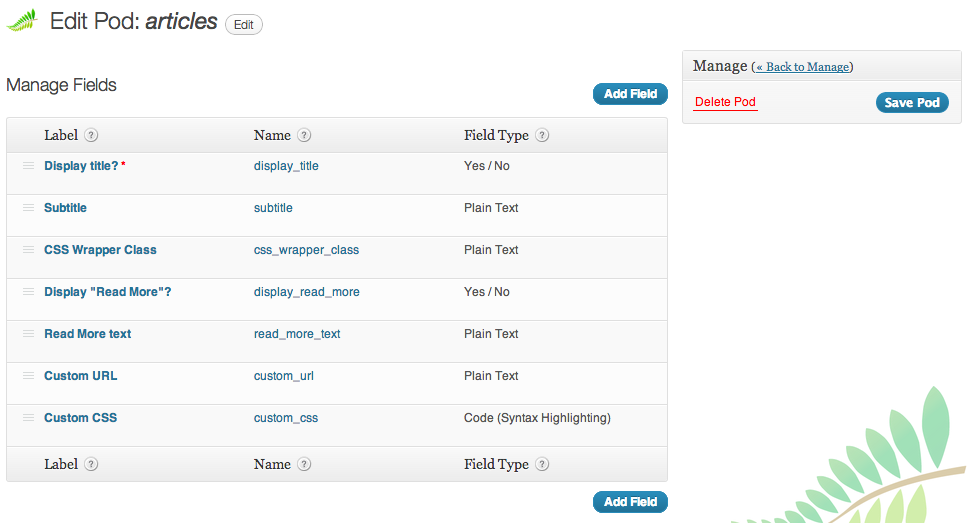 Edit Pod: articles Edit
Manage (« Back to Manage)
Manage Fields
Add Field
Delete Pod Save Pod
Label ? Name ? Field Type ?
Display title? * display_title Yes / No
Subtitle subtitle Plain Text
CSS Wrapper Class css_wrapper_class Plain Text
Display "Read More"? display_read_more Yes / No
Read More text read_more_text Plain Text
Custom URL custom_url Plain Text
Custom CSS custom_css Code (Syntax Highlighting)
Label ? Name ? Field Type ?
Add Field